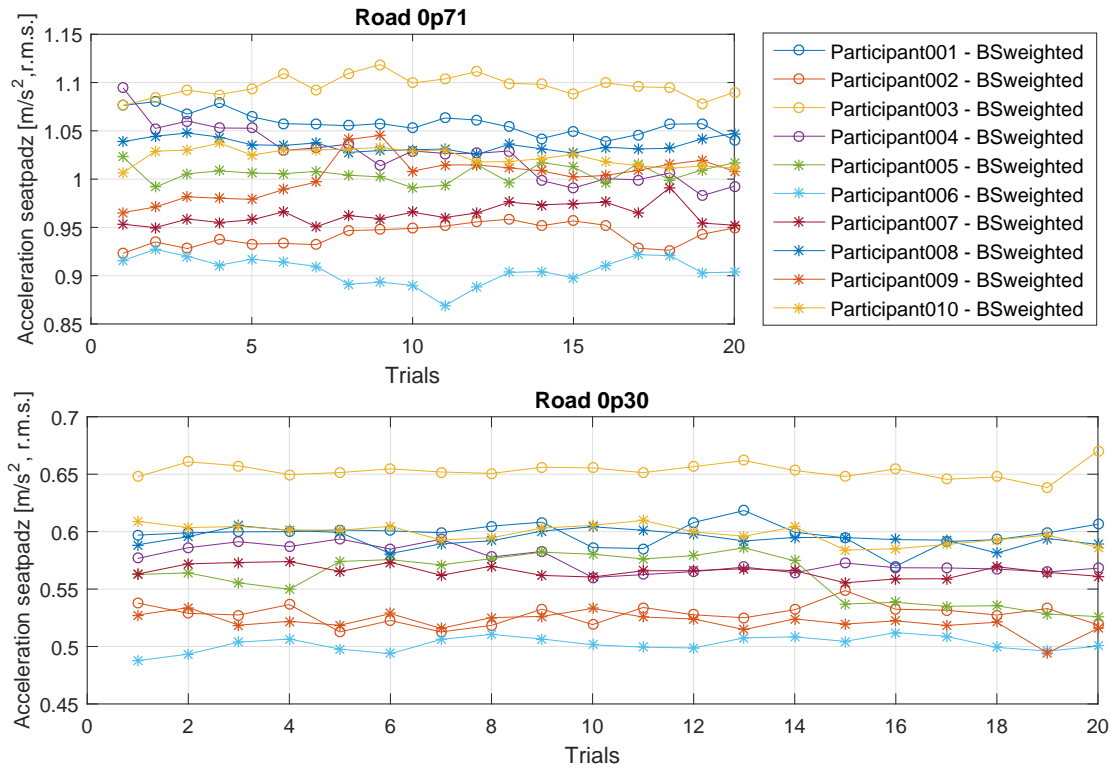 Road 0p71
Acceleration seatpadz [m/s²,r.m.s.]
1.15
1.1
1.05
1
0.95
0.9
0.85
0 5 10 15 20
Trials
Participant001 - BSweighted
Participant002 - BSweighted
Participant003 - BSweighted
Participant004 - BSweighted
Participant005 - BSweighted
Participant006 - BSweighted
Participant007 - BSweighted
Participant008 - BSweighted
Participant009 - BSweighted
Participant010 - BSweighted
Road 0p30
Acceleration seatpadz [m/s², r.m.s.]
0.7
0.65
0.6
0.55
0.5
0.45
0 2 4 6 8 10 12 14 16 18 20
Trials